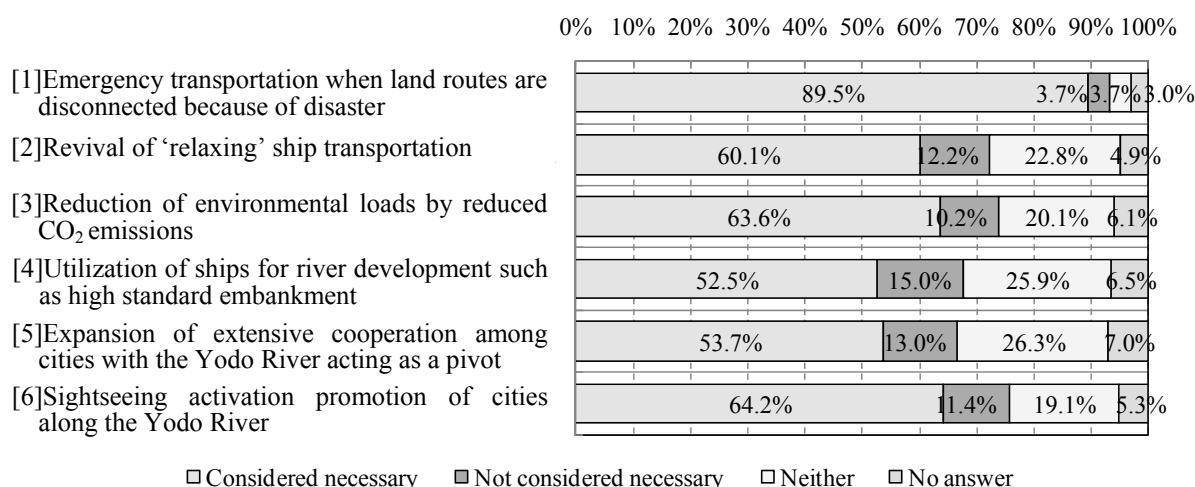 0% 10% 20% 30% 40% 50% 60% 70% 80% 90% 100%
[1]Emergency transportation when land routes are
disconnected because of disaster
89.5% 3.7% 3.7% 3.0%
[2]Revival of ‘relaxing’ ship transportation
60.1% 12.2% 22.8% 4.9%
[3]Reduction of environmental loads by reduced
CO₂ emissions
63.6% 10.2% 20.1% 6.1%
[4]Utilization of ships for river development such
as high standard embankment
52.5% 15.0% 25.9% 6.5%
[5]Expansion of extensive cooperation among
cities with the Yodo River acting as a pivot
53.7% 13.0% 26.3% 7.0%
[6]Sightseeing activation promotion of cities
along the Yodo River
64.2% 11.4% 19.1% 5.3%
Considered necessary Not considered necessary Neither No answer